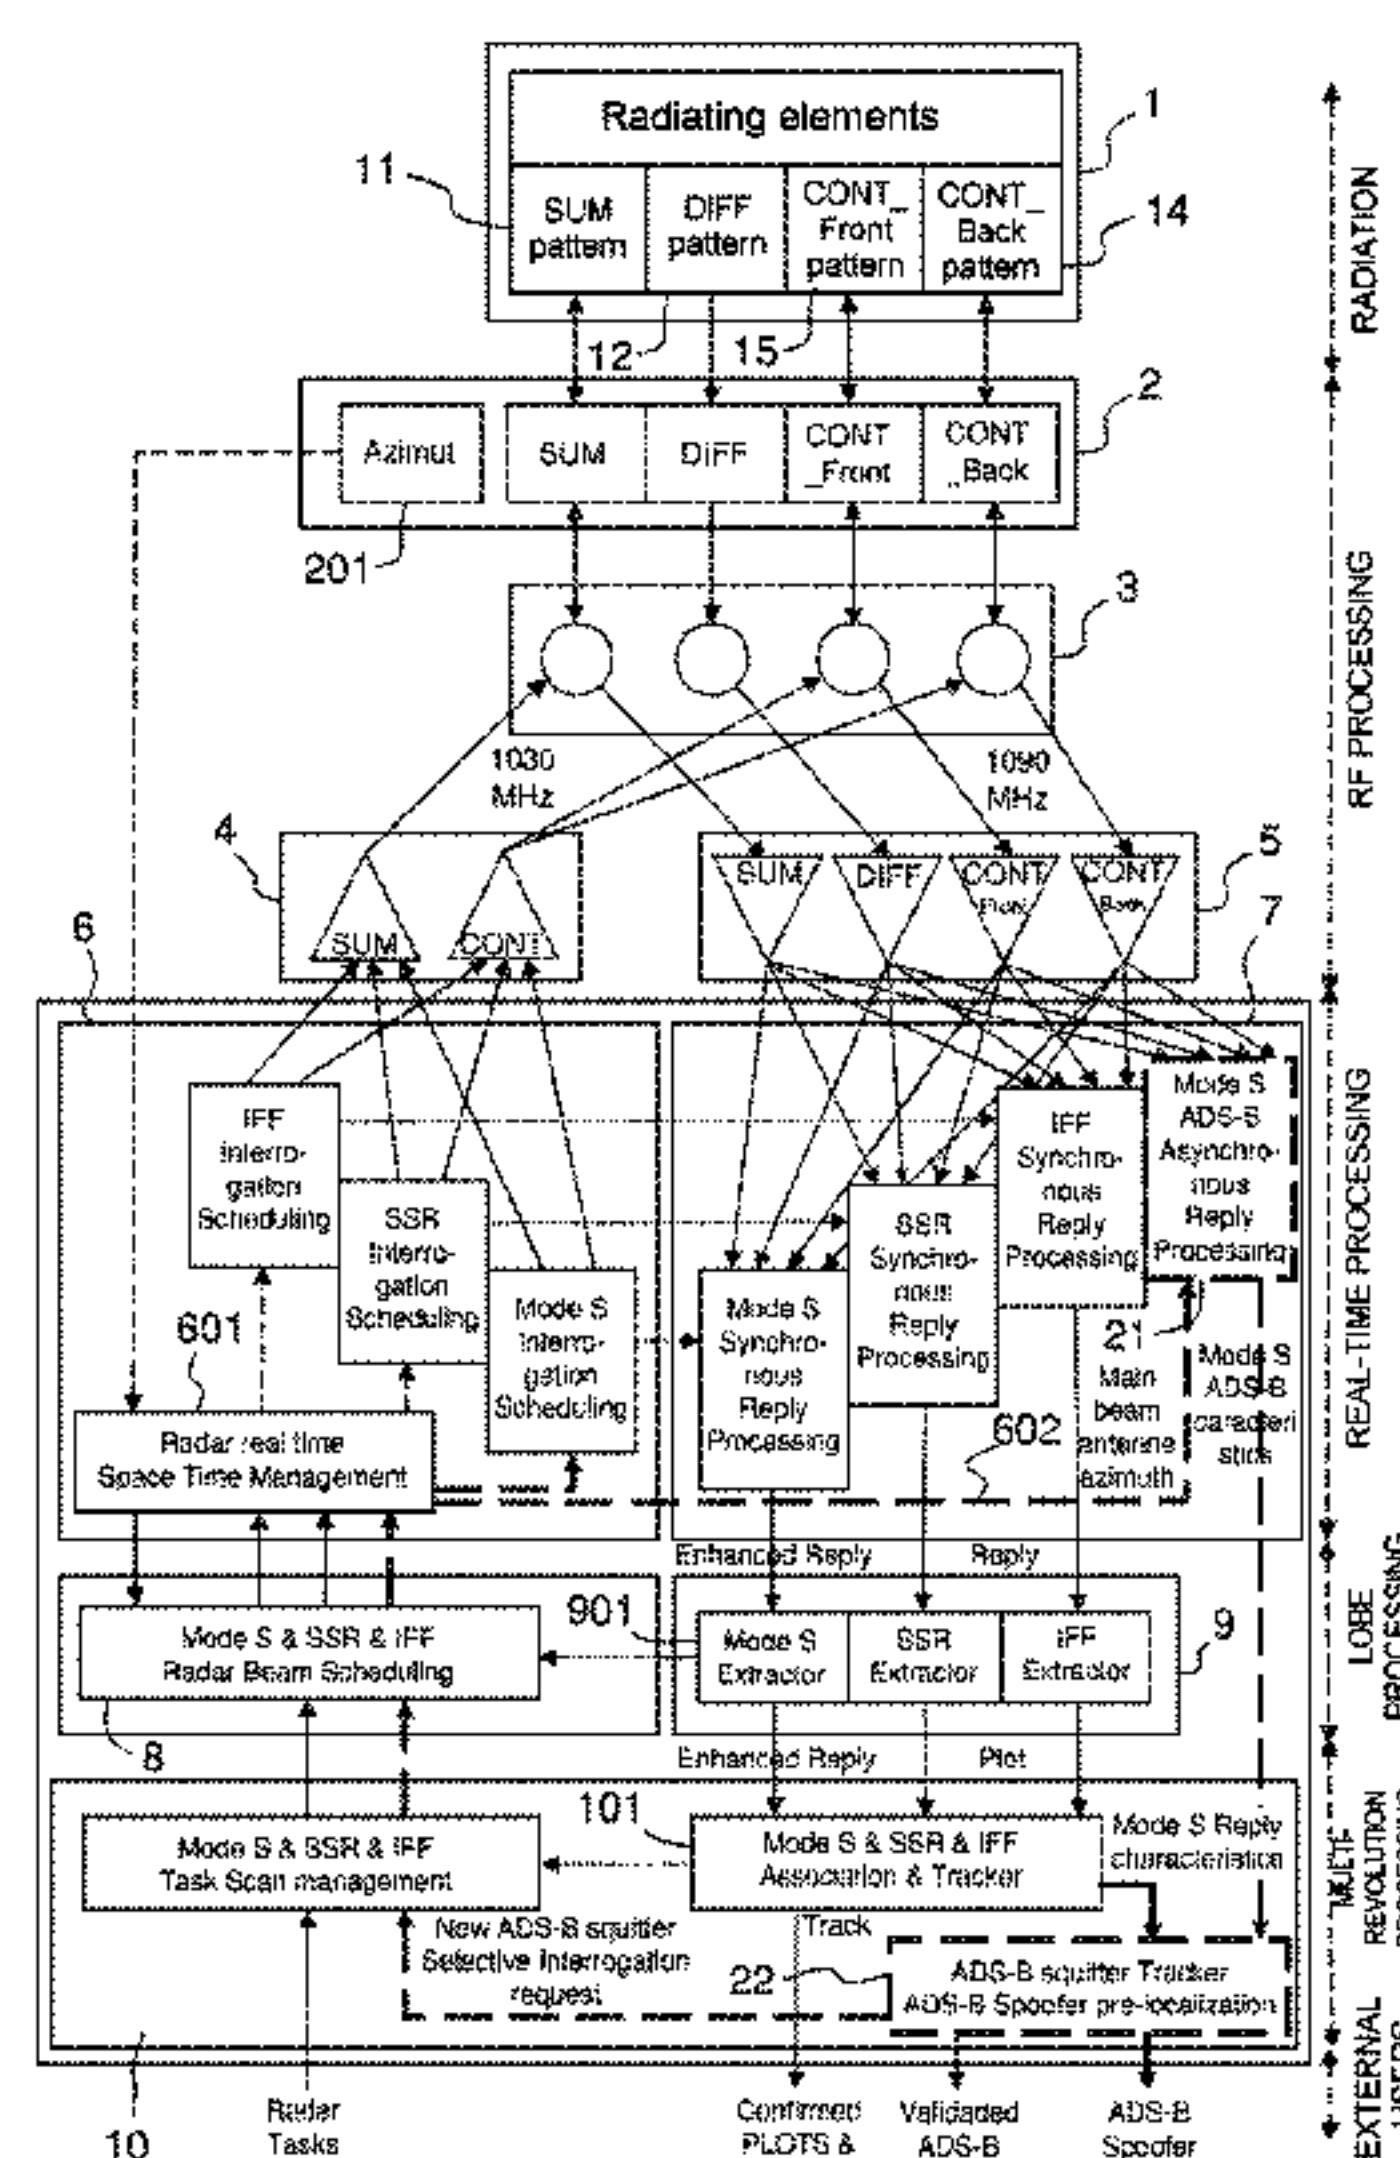 Radiating elements
1
11
SUM
pattern
DIFF
pattern
CONT_
Front
pattern
CONT_
Back
pattern
14
12
15
RADIATION
2
Azimut
SUM
DIFF
CONT
_Front
CONT
_Back
201
3
RF PROCESSING
1030
MHz
1090
MHz
4
SUM
CONT
SUM
DIFF
CONT
Front
CONT
Back
5
6
7
IFF
Interro-
gation
Scheduling
SSR
Interro-
gation
Scheduling
Mode S
Interro-
gation
Scheduling
601
Radar real time
Space Time Management
Mode S
Synchro-
nous
Reply
Processing
SSR
Synchro-
nous
Reply
Processing
IFF
Synchro-
nous
Reply
Processing
Mode S
ADS-B
Asynchro-
nous
Reply
Processing
21
602
Main
beam
antenne
azimuth
Mode S
ADS-B
caracteri
stics
REAL-TIME PROCESSING
Enhanced Reply
Reply
Mode S & SSR & IFF
Radar Beam Scheduling
8
901
Mode S
Extractor
SSR
Extractor
IFF
Extractor
9
LOBE
PROCESSING
Enhanced Reply
Plot
Mode S & SSR & IFF
Task Scan management
101
Mode S & SSR & IFF
Association & Tracker
Mode S Reply
characteristics
New ADS-B squitter
Selective Interrogation
request
Track
22
ADS-B squitter Tracker
ADS-B Spoofer pre-localization
REVOLUTION
EXTERNAL
10
Radar
Tasks
Confirmed
PLOTS &
Validaded
ADS-B
ADS-B
Spoofer